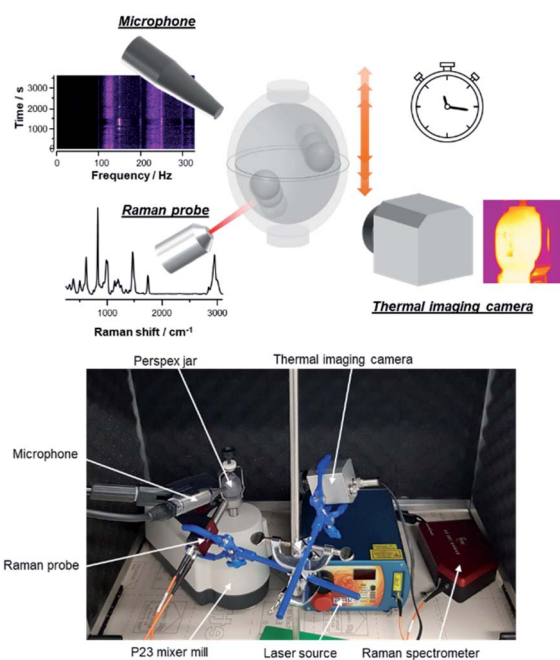 Microphone
Time / s
3000
2000
1000
0
0
100
200
300
Frequency / Hz
Raman probe
1000
2000
3000
Raman shift / cm-1
Thermal imaging camera
Perspex jar
Thermal imaging camera
Microphone
Raman probe
P23 mixer mill
Laser source
Raman spectrometer